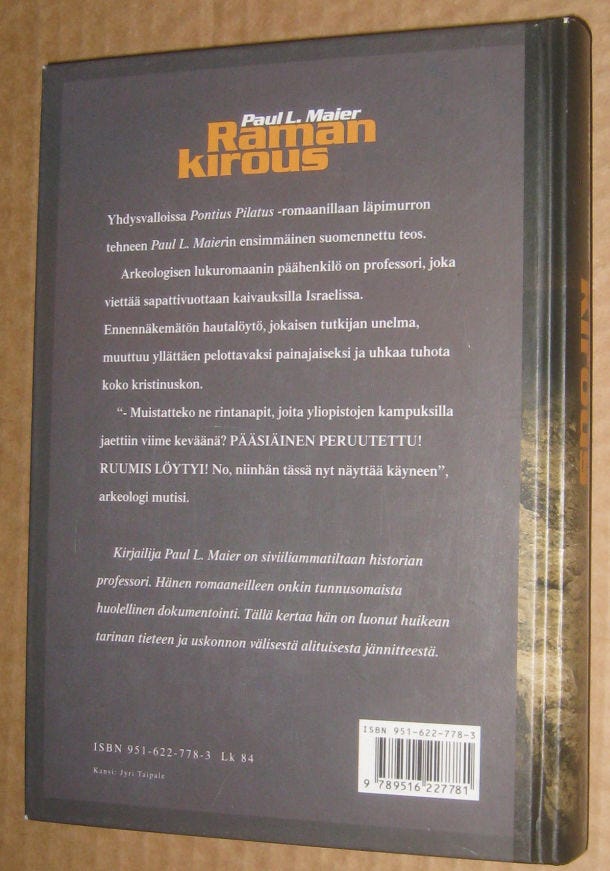 Paul L. Maier
Raman
kirous
Yhdysvalloissa Pontius Pilatus -romaanillaan läpimurron
tehneen Paul L. Maierin ensimmäinen suomennettu teos.
Arkeologisen lukuromaanin päähenkilö on professori, joka
viettää sapattivuottaan kaivauksilla Israelissa.
Ennennäkemätön hautalöytö, jokaisen tutkijan unelma,
muuttuu yllättäen pelottavaksi painajaiseksi ja uhkaa tuhota
koko kristinuskon.
“- Muistatteko ne rintanapit, joita yliopistojen kampuksilla
jaettiin viime keväänä? PÄÄSIÄINEN PERUUTETTU!
RUUMIS LÖYTYI! No, niinhän tässä nyt näyttää käyneen”,
arkeologi mutisi.
Kirjailija Paul L. Maier on siviiliammatiltaan historian
professori. Hänen romaaneilleen onkin tunnusomaista
huolellinen dokumentointi. Tällä kertaa hän on luonut huikean
tarinan tieteen ja uskonnon välisestä alituisesta jännitteestä.
ISBN 951-622-778-3 Lk 84
Kansi: Jyri Taipale
ISBN 951-622-778-3
9 789516 227781